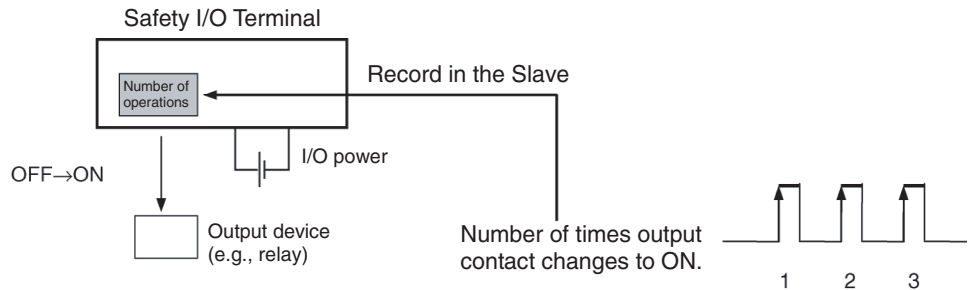 Safety I/O Terminal
Number of
operations
Record in the Slave
I/O power
OFF→ON
Output device
(e.g., relay)
Number of times output
contact changes to ON.
1 2 3